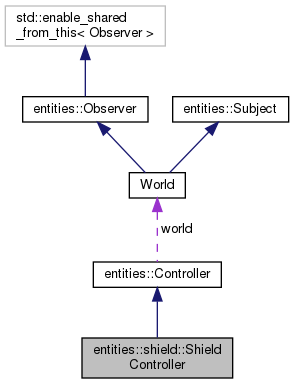 std::enable_shared
_from_this< Observer >
entities::Observer
entities::Subject
World
world
entities::Controller
entities::shield::Shield
Controller